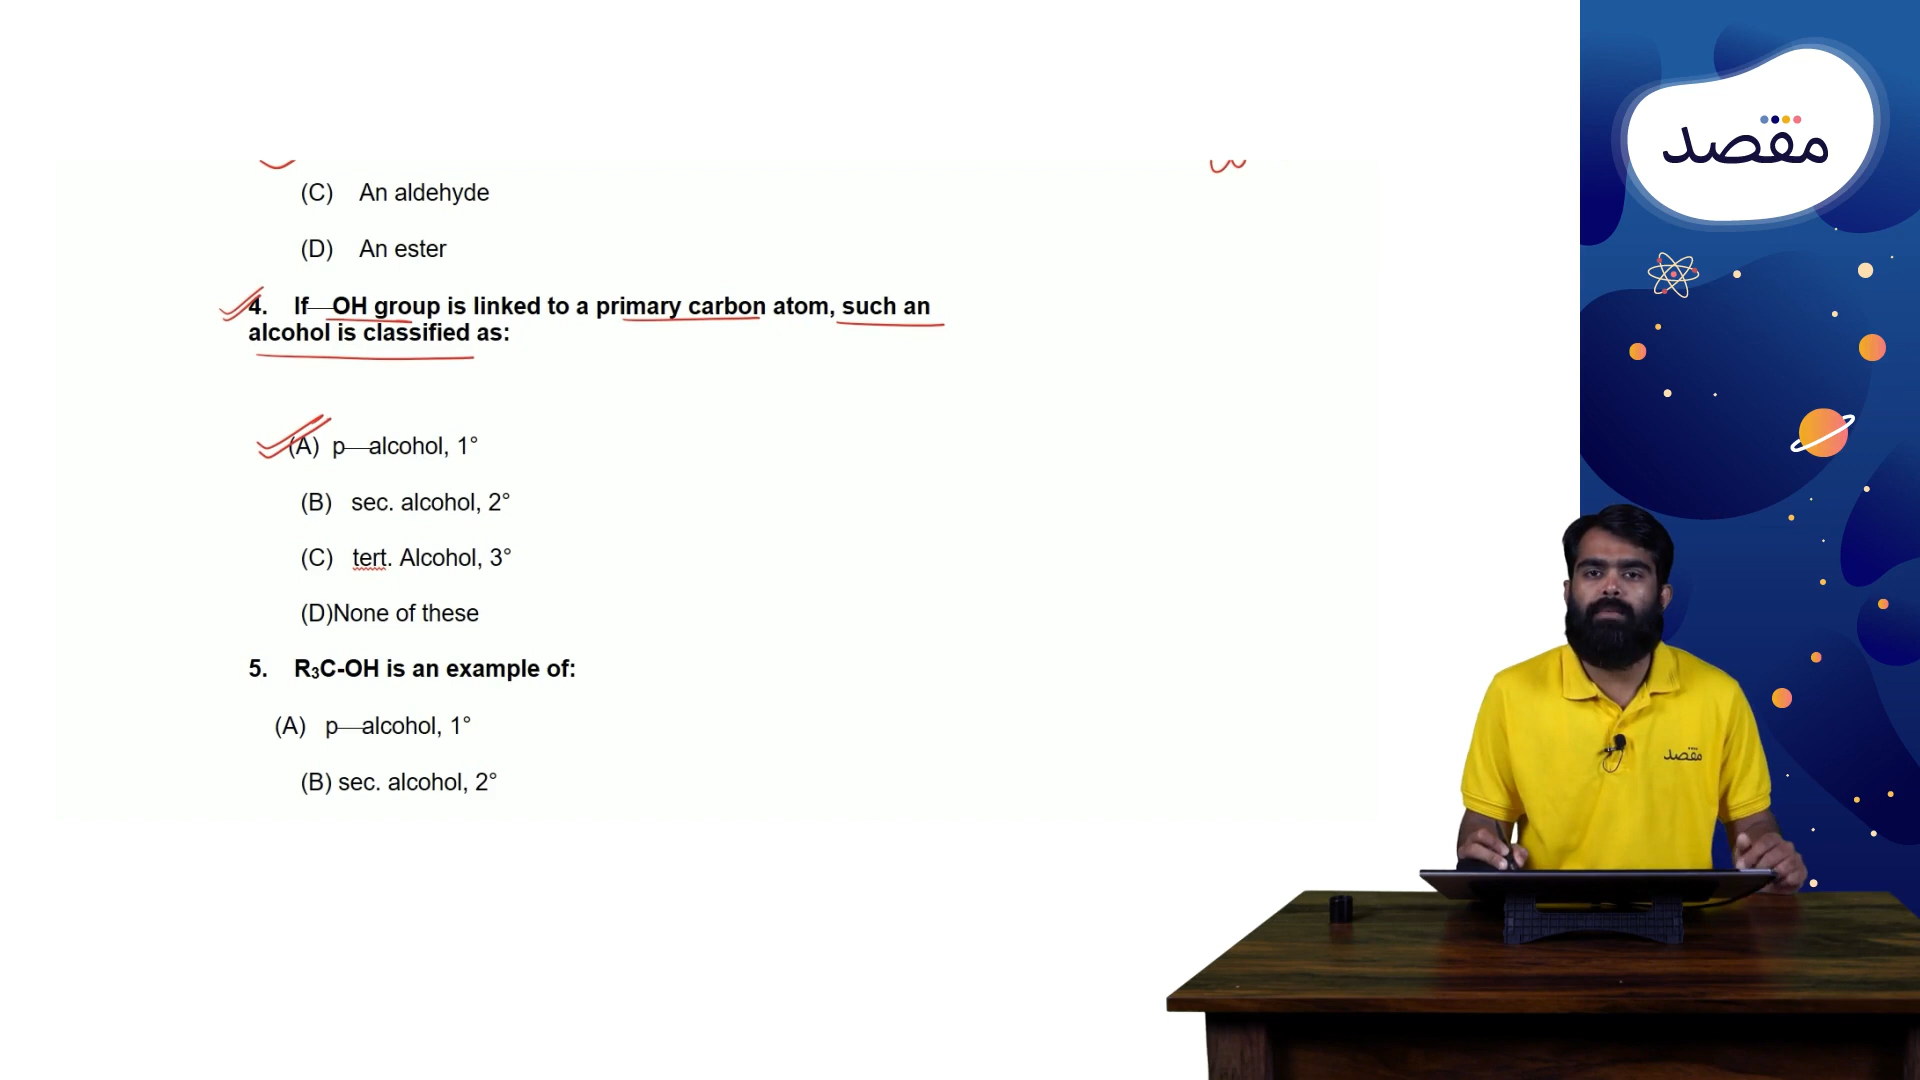 مقصد
(C) An aldehyde
(D) An ester
4. If—OH group is linked to a primary carbon atom, such an
alcohol is classified as:
(A) p—alcohol, 1°
(B) sec. alcohol, 2°
(C) tert. Alcohol, 3°
(D)None of these
5. R₃C-OH is an example of:
(A) p—alcohol, 1°
(B) sec. alcohol, 2°
مقصد